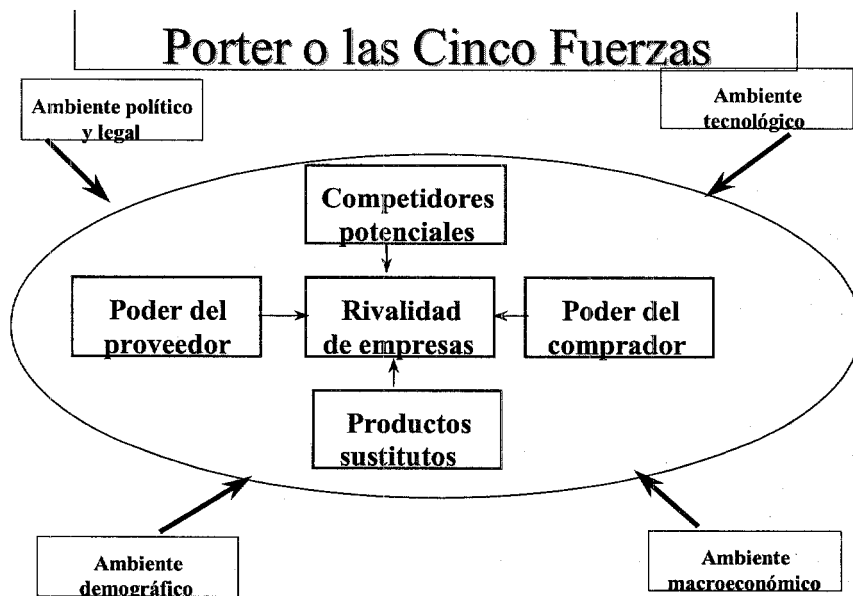 Porter o las Cinco Fuerzas
Ambiente político
y legal
Ambiente
tecnológico
Competidores
potenciales
Poder del
proveedor
Rivalidad
de empresas
Poder del
comprador
Productos
sustitutos
Ambiente
demográfico
Ambiente
macroeconómico